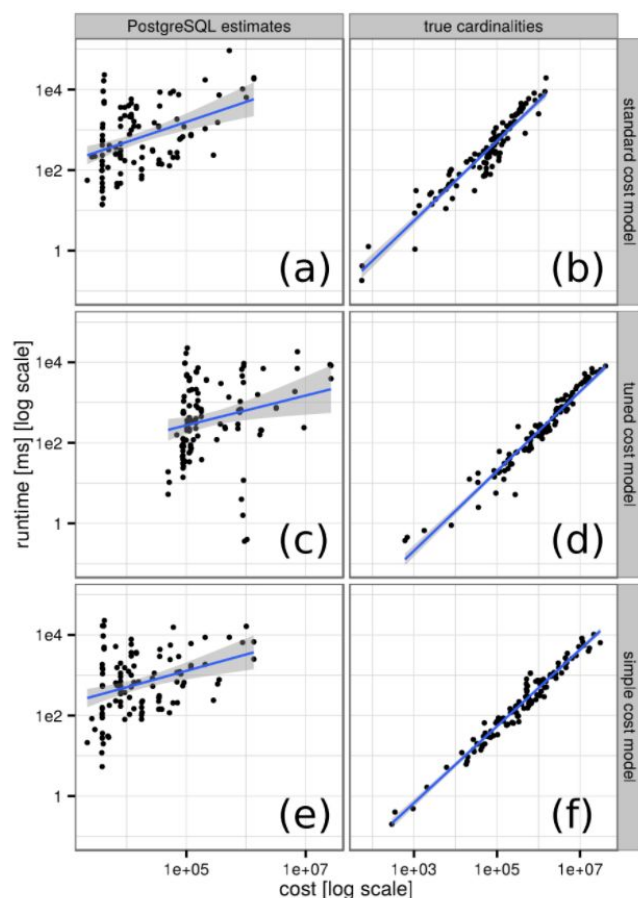 PostgreSQL estimates
true cardinalities
1e4
1e2
1
(a)
(b)
standard cost model
1e4
1e2
1
(c)
(d)
tuned cost model
1e4
1e2
1
(e)
(f)
simple cost model
runtime [ms] [log scale]
1e+05
1e+07
1e+03
1e+05
1e+07
cost [log scale]